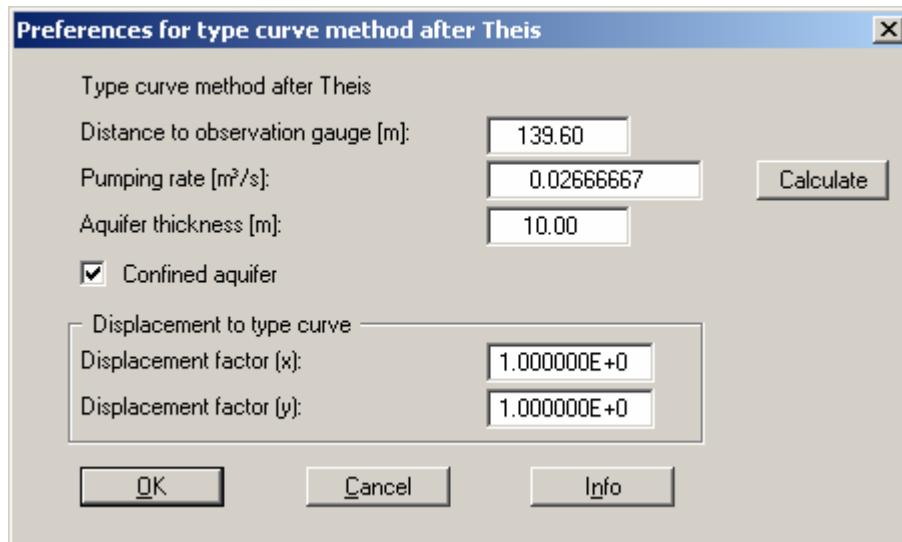 Preferences for type curve method after Theis
Type curve method after Theis
Distance to observation gauge [m]: 139.60
Pumping rate [m³/s]: 0.02666667 Calculate
Aquifer thickness [m]: 10.00
Confined aquifer
Displacement to type curve
Displacement factor (x): 1.000000E+0
Displacement factor (y): 1.000000E+0
OK Cancel Info